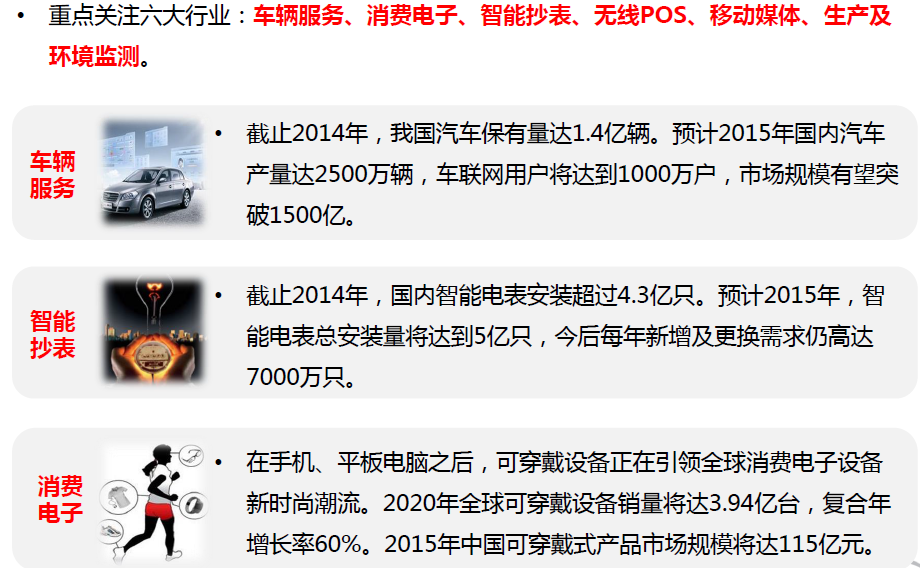 • 重点关注六大行业：车辆服务、消费电子、智能抄表、无线POS、移动媒体、生产及
环境监测。
车辆
服务
• 截止2014年，我国汽车保有量达1.4亿辆。预计2015年国内汽车
产量达2500万辆，车联网用户将达到1000万户，市场规模有望突
破1500亿。
智能
抄表
• 截止2014年，国内智能电表安装超过4.3亿只。预计2015年，智
能电表总安装量将达到5亿只，今后每年新增及更换需求仍高达
7000万只。
消费
电子
• 在手机、平板电脑之后，可穿戴设备正在引领全球消费电子设备
新时尚潮流。2020年全球可穿戴设备销量将达3.94亿台，复合年
增长率60%。2015年中国可穿戴式产品市场规模将达115亿元。